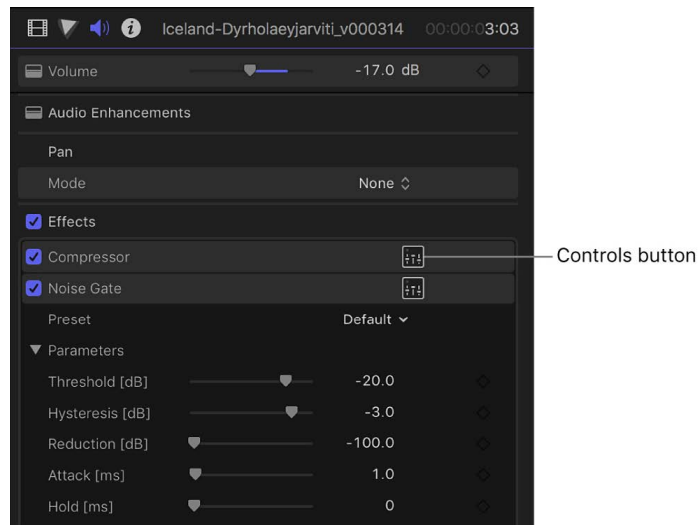 Iceland-Dyrholaeyjarviti_v000314 00:00:03:03
Volume -17.0 dB
Audio Enhancements
Pan
Mode None
Effects
Compressor
Controls button
Noise Gate
Preset Default
Parameters
Threshold [dB] -20.0
Hysteresis [dB] -3.0
Reduction [dB] -100.0
Attack [ms] 1.0
Hold [ms] 0